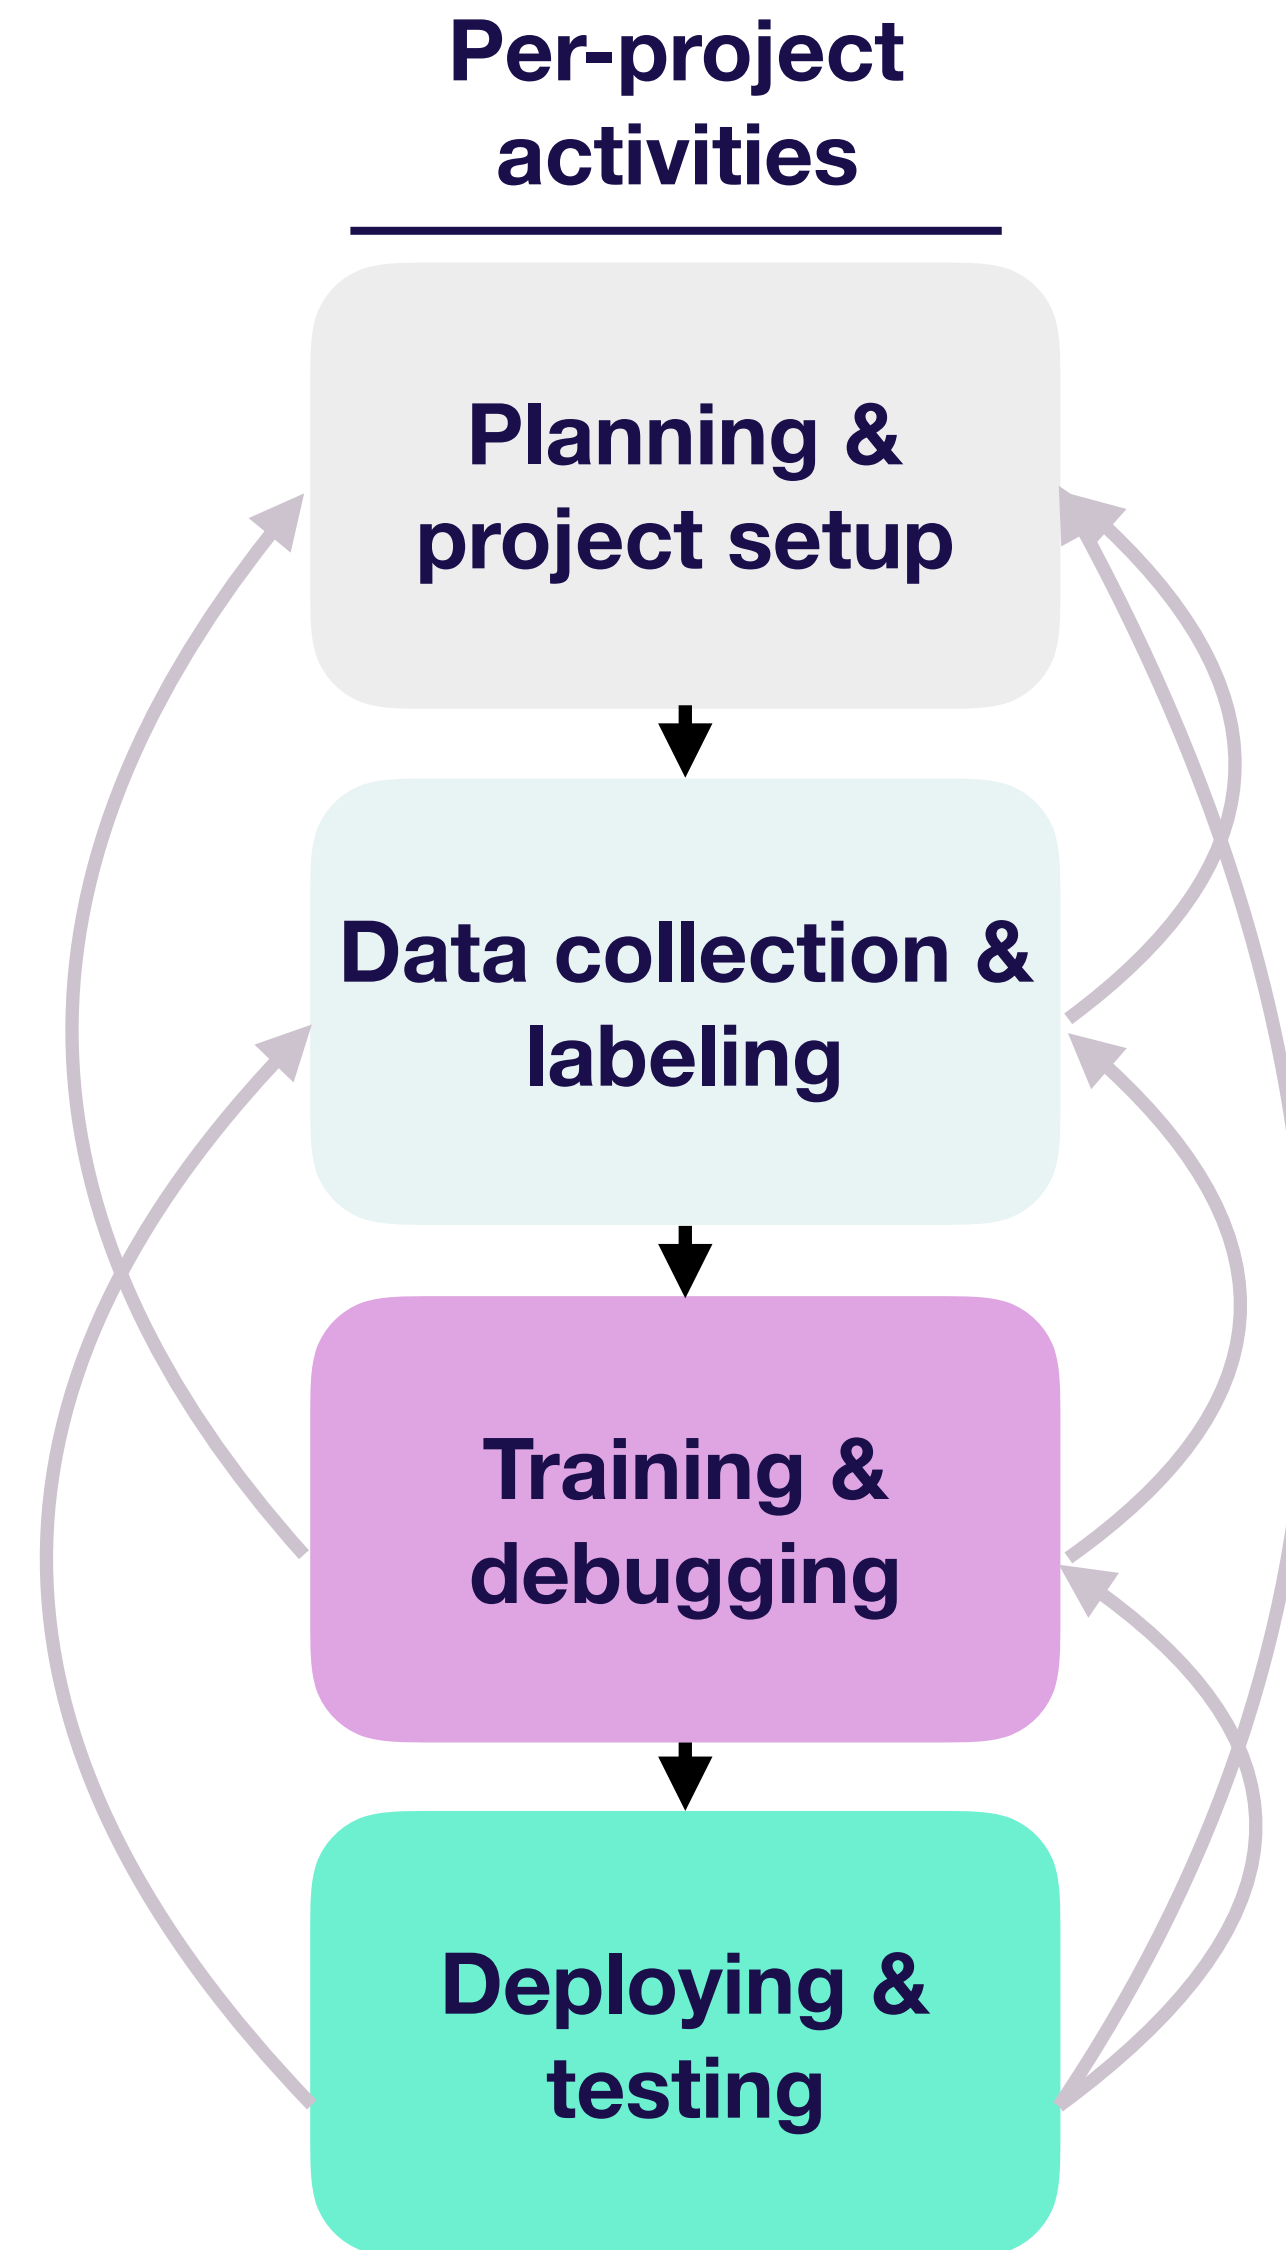 Per-project
activities
Planning &
project setup
Data collection &
labeling
Training &
debugging
Deploying &
testing